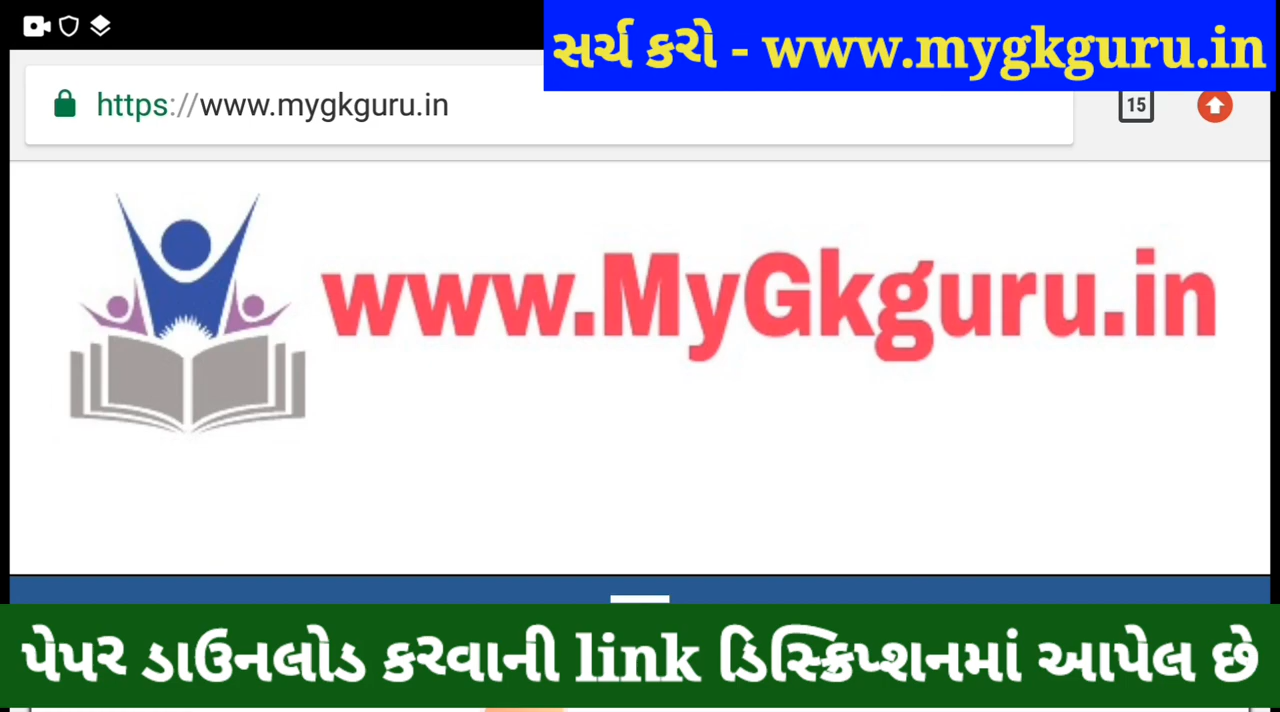 સર્ચ કરો - www.mygkguru.in
https://www.mygkguru.in
15
www.MyGkguru.in
પેપર ડાઉનલોડ કરવાની link ડિસ્ક્રિપ્શનમાં આપેલ છે